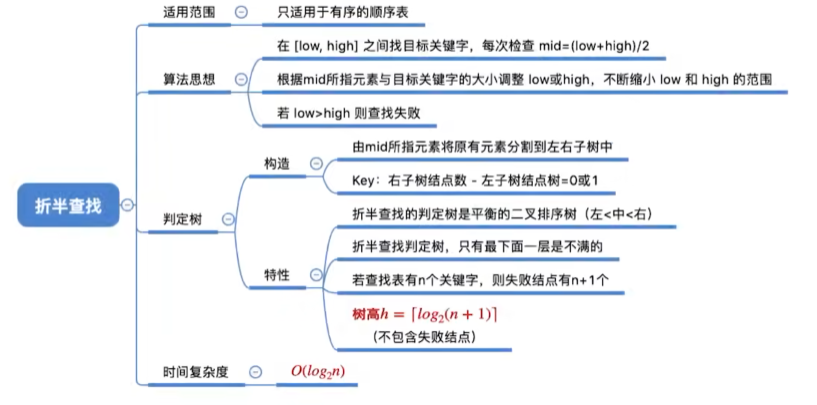 折半查找
适用范围
只适用于有序的顺序表
算法思想
在 [low, high] 之间找目标关键字，每次检查 mid=(low+high)/2
根据mid所指元素与目标关键字的大小调整 low或high，不断缩小 low 和 high 的范围
若 low>high 则查找失败
判定树
构造
由mid所指元素将原有元素分割到左右子树中
Key：右子树结点数 - 左子树结点树=0或1
特性
折半查找的判定树是平衡的二叉排序树（左<中<右）
折半查找判定树，只有最下面一层是不满的
若查找表有n个关键字，则失败结点有n+1个
树高h = ⌈log₂(n + 1)⌉
（不包含失败结点）
时间复杂度
O(log₂n)